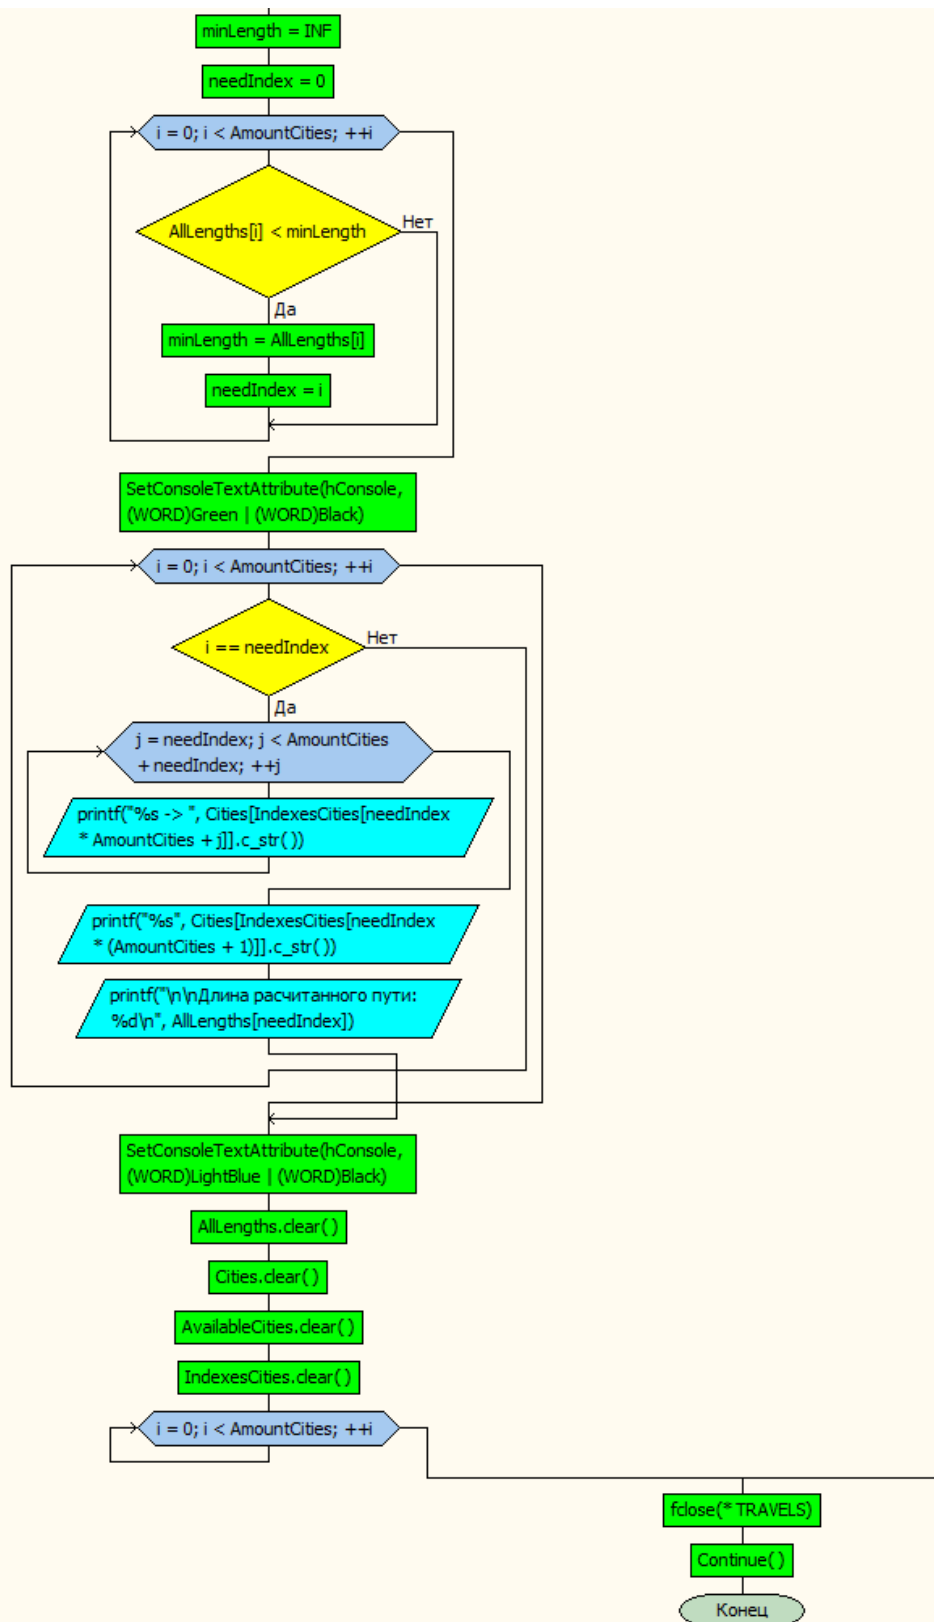 minLength = INF
needIndex = 0
i = 0; i < AmountCities; ++i
AllLengths[i] < minLength
Нет
Да
minLength = AllLengths[i]
needIndex = i
SetConsoleTextAttribute(hConsole,
(WORD)Green | (WORD)Black)
i = 0; i < AmountCities; ++i
i == needIndex
Нет
Да
j = needIndex; j < AmountCities
+ needIndex; ++j
printf("%s -> ", Cities[IndexesCities[needIndex
* AmountCities + j]].c_str( ))
printf("%s", Cities[IndexesCities[needIndex
* (AmountCities + 1)]].c_str( ))
printf("\n\nДлина расчитанного пути:
%d\n", AllLengths[needIndex])
SetConsoleTextAttribute(hConsole,
(WORD)LightBlue | (WORD)Black)
AllLengths.clear( )
Cities.clear( )
AvailableCities.clear( )
IndexesCities.clear( )
i = 0; i < AmountCities; ++i
fclose(* TRAVELS)
Continue( )
Конец